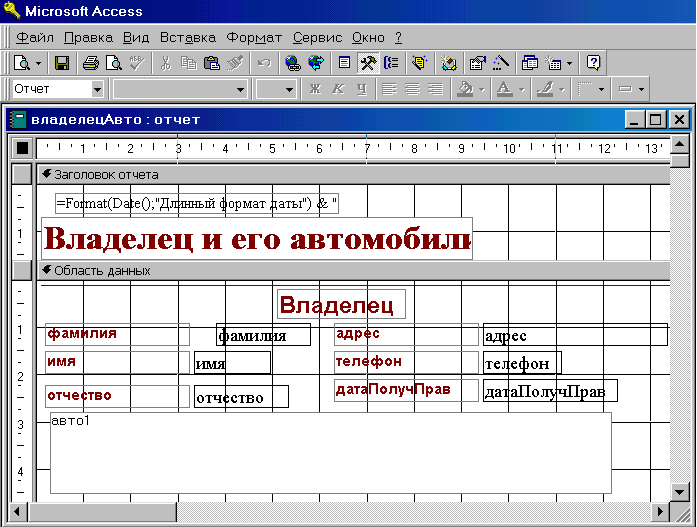 Microsoft Access
Файл Правка Вид Вставка Формат Сервис Окно ?
Отчет Ж К Ч
владелецАвто : отчет
1 2 3 4 5 6 7 8 9 10 11 12 13
Заголовок отчета
=Format(Date();"Длинный формат даты") & "
1
Владелец и его автомобили
Область данных
Владелец
1
фамилия фамилия адрес адрес
имя имя телефон телефон
2
отчество отчество датаПолучПрав датаПолучПрав
авто1
3
4